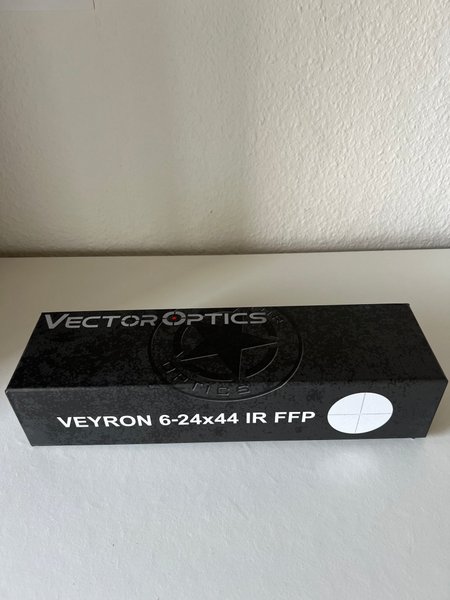 VECTOR OPTICS
VEYRON 6-24x44 IR FFP